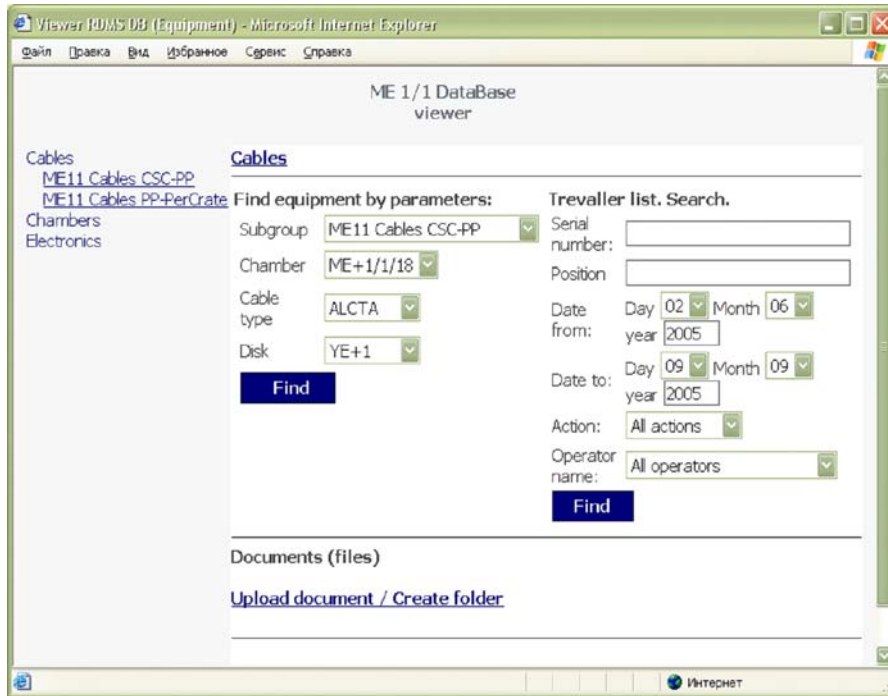 Viewer RDMS DB (Equipment) - Microsoft Internet Explorer
Файл Правка Вид Избранное Сервис Справка
ME 1/1 DataBase
viewer
Cables
ME11 Cables CSC-PP
ME11 Cables PP-PerCrate
Chambers
Electronics
Cables
Find equipment by parameters:
Subgroup ME11 Cables CSC-PP
Chamber ME+1/1/18
Cable
type ALCTA
Disk YE+1
Find
Trevaller list. Search.
Serial
number:
Position
Date
from: Day 02 Month 06
year 2005
Date to: Day 09 Month 09
year 2005
Action: All actions
Operator
name: All operators
Find
Documents (files)
Upload document / Create folder
Интернет